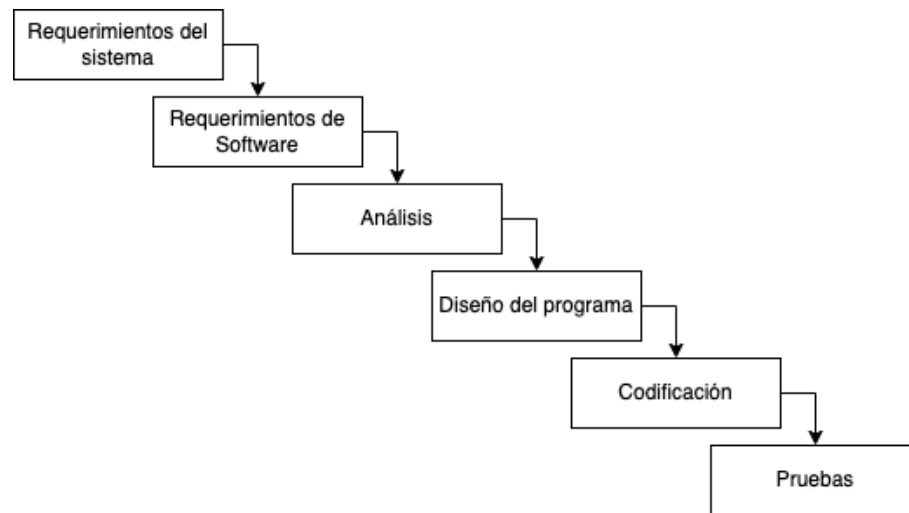 Requerimientos del
sistema
Requerimientos de
Software
Análisis
Diseño del programa
Codificación
Pruebas